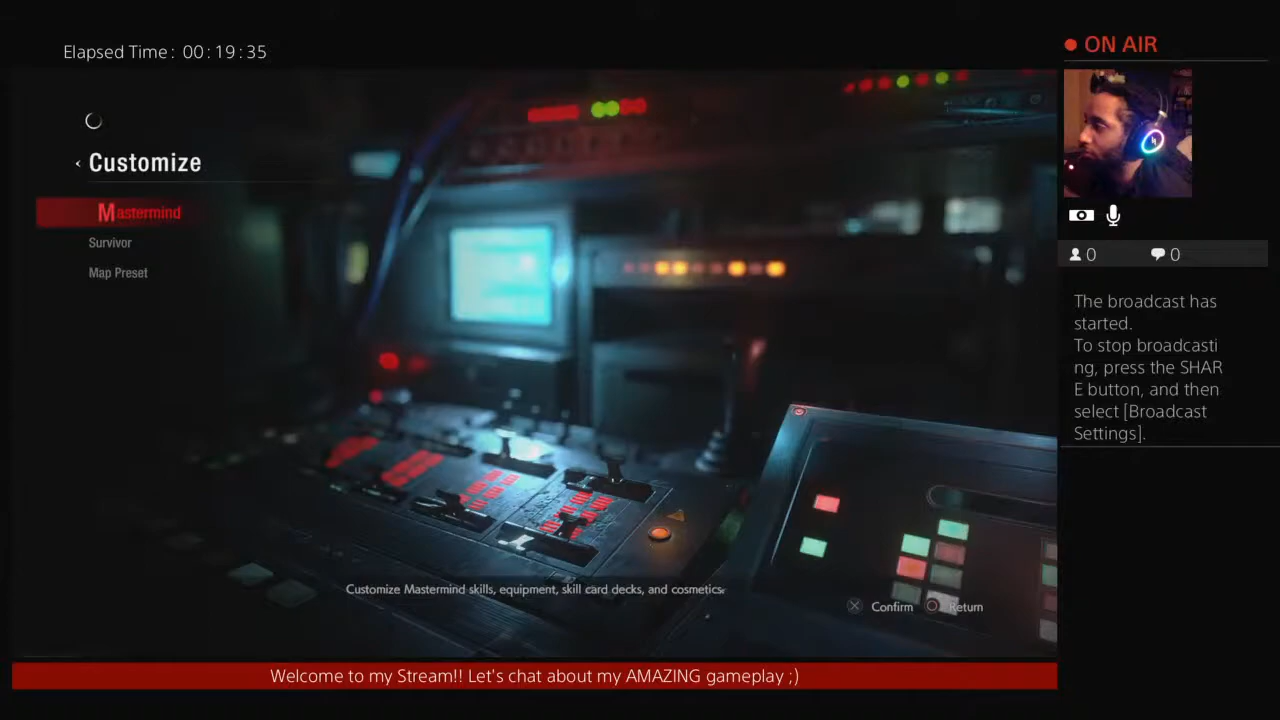 Elapsed Time: 00:19:35
ON AIR
Customize
Mastermind
Survivor
Map Preset
0
0
The broadcast has
started.
To stop broadcasti
ng, press the SHAR
E button, and then
select [Broadcast
Settings].
Customize Mastermind skills, equipment, skill card decks, and cosmetics.
Confirm
Return
Welcome to my Stream!! Let's chat about my AMAZING gameplay ;)